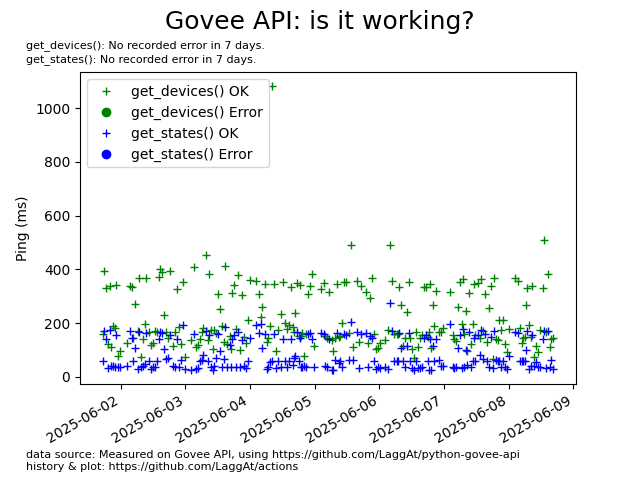 Govee API: is it working?
get_devices(): No recorded error in 7 days.
get_states(): No recorded error in 7 days.
get_devices() OK
get_devices() Error
get_states() OK
get_states() Error
Ping (ms)
1000
800
600
400
200
0
2025-06-02
2025-06-03
2025-06-04
2025-06-05
2025-06-06
2025-06-07
2025-06-08
2025-06-09
data source: Measured on Govee API, using https://github.com/LaggAt/python-govee-api
history & plot: https://github.com/LaggAt/actions